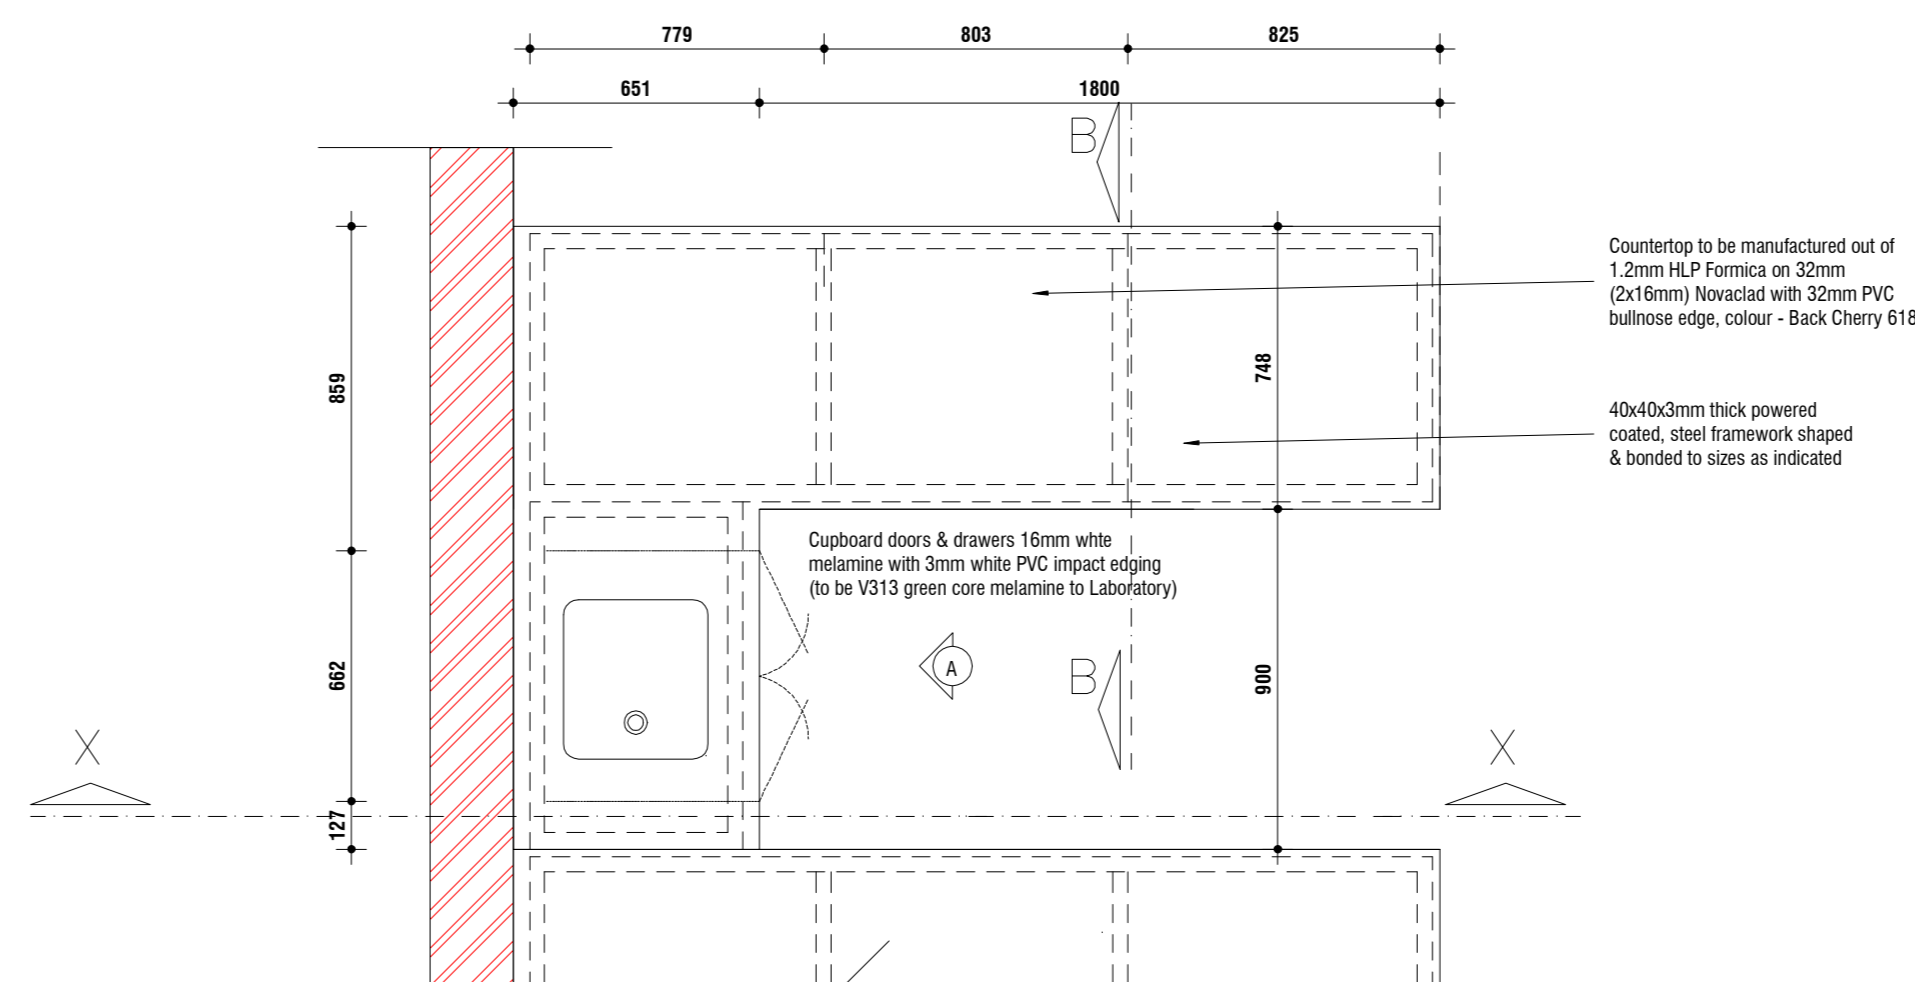 779
803
825
651
1800
B
Countertop to be manufactured out of
1.2mm HLP Formica on 32mm
(2x16mm) Novaclad with 32mm PVC
bullnose edge, colour - Back Cherry 618
859
748
40x40x3mm thick powered
coated, steel framework shaped
& bonded to sizes as indicated
Cupboard doors & drawers 16mm whte
melamine with 3mm white PVC impact edging
(to be V313 green core melamine to Laboratory)
662
A
B
900
X
X
127